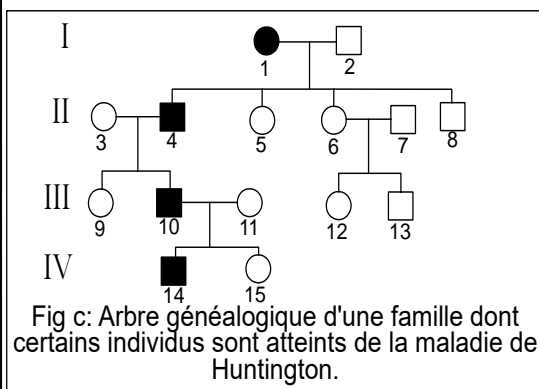 I
1 2
II
3 4 5 6 7 8
III
9 10 11 12 13
IV
14 15
Fig c: Arbre généalogique d'une famille dont
certains individus sont atteints de la maladie de
Huntington.